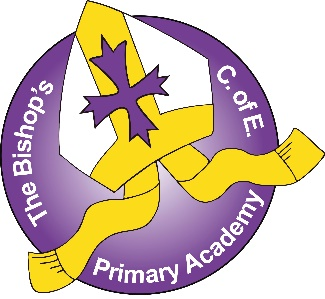 The Bishop's
C. of E.
Primary Academy